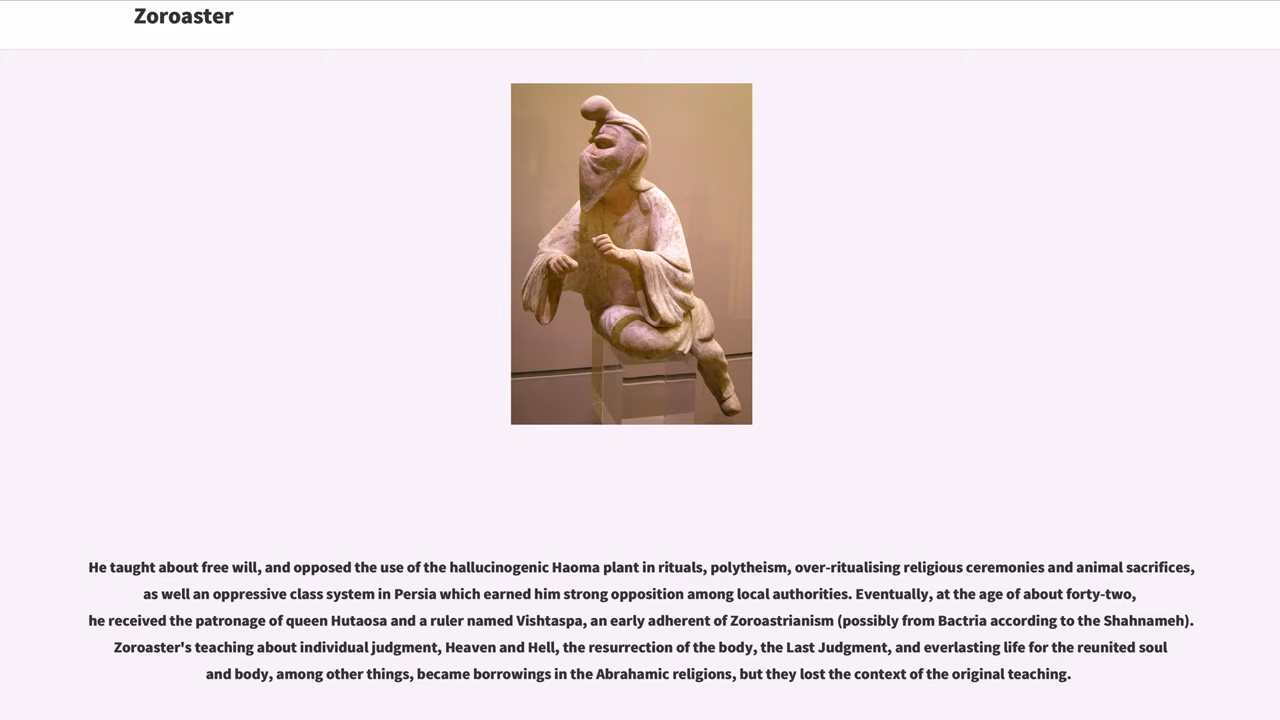 Zoroaster
He taught about free will, and opposed the use of the hallucinogenic Haoma plant in rituals, polytheism, over-ritualising religious ceremonies and animal sacrifices,
as well an oppressive class system in Persia which earned him strong opposition among local authorities. Eventually, at the age of about forty-two,
he received the patronage of queen Hutaosa and a ruler named Vishtaspa, an early adherent of Zoroastrianism (possibly from Bactria according to the Shahnameh).
Zoroaster's teaching about individual judgment, Heaven and Hell, the resurrection of the body, the Last Judgment, and everlasting life for the reunited soul
and body, among other things, became borrowings in the Abrahamic religions, but they lost the context of the original teaching.